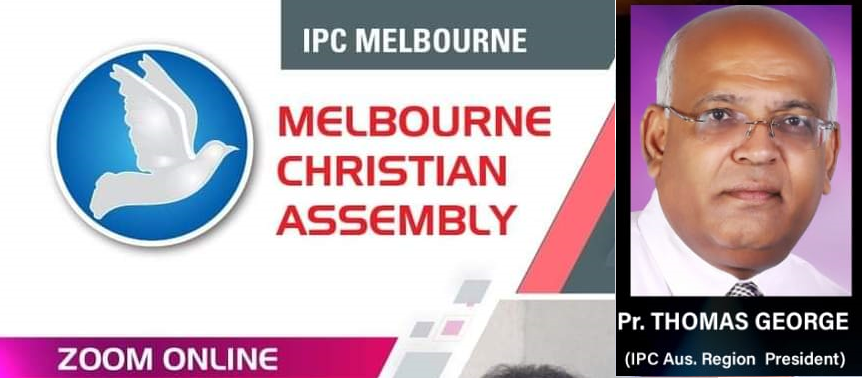 IPC MELBOURNE
MELBOURNE
CHRISTIAN
ASSEMBLY
ZOOM ONLINE
Pr. THOMAS GEORGE
(IPC Aus. Region President)